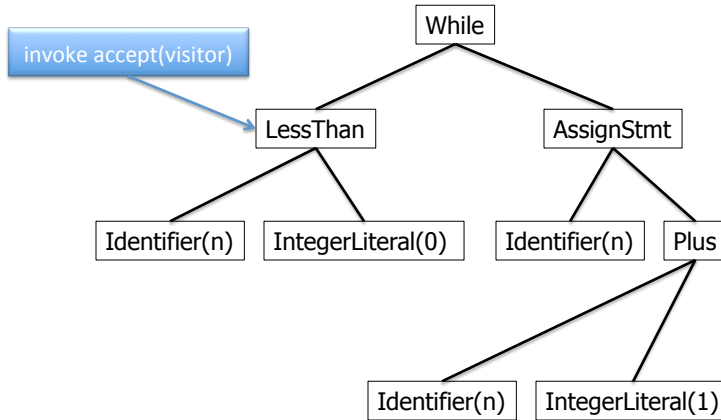 While
invoke accept(visitor)
LessThan
AssignStmt
Identifier(n)
IntegerLiteral(0)
Identifier(n)
Plus
Identifier(n)
IntegerLiteral(1)